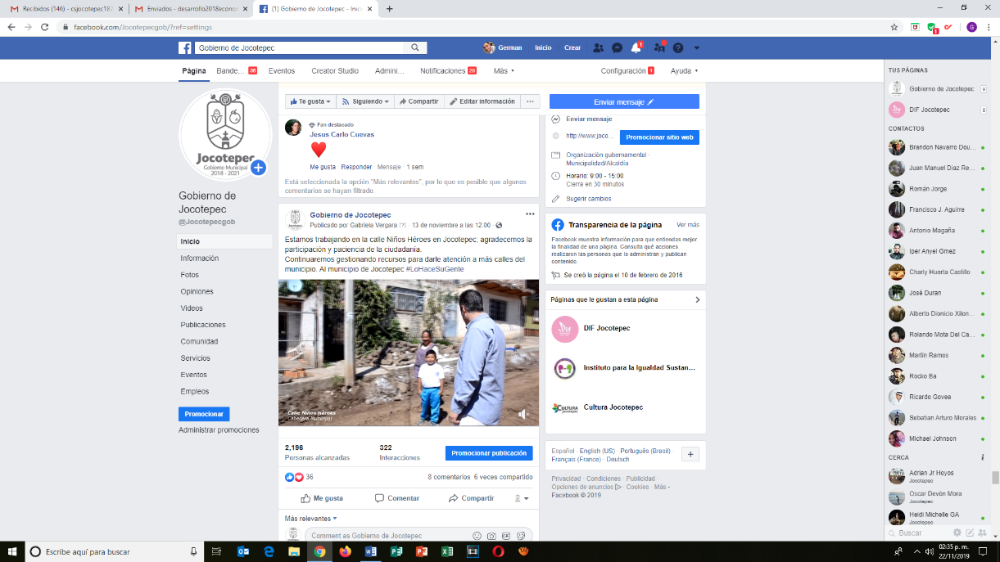 Recibidos (146) - csjocotepec182
Enviados - desarrollo2018econom
(1) Gobierno de Jocotepec - Inic
facebook.com/Jocotepecgob/?ref=settings
G
Gobierno de Jocotepec
German
Inicio
Crear
1
Página
Bande... 36
Eventos
Creator Studio
Admini...
Notificaciones 28
Más
Configuración 1
Ayuda
Jocotepec
Gobierno Municipal
2018 - 2021
Gobierno de
Jocotepec
@Jocotepecgob
Inicio
Información
Fotos
Opiniones
Videos
Publicaciones
Comunidad
Servicios
Eventos
Empleos
Promocionar
Administrar promociones
Te gusta
Siguiendo
Compartir
Editar información
...
Fan destacado
Jesus Carlo Cuevas
Me gusta Responder · Mensaje · 1 sem
Está seleccionada la opción "Más relevantes", por lo que es posible que algunos
comentarios se hayan filtrado.
Gobierno de Jocotepec
Publicado por Gabriela Vergara [?] · 13 de noviembre a las 12:00 ·
Estamos trabajando en la calle Niños Héroes en Jocotepec, agradecemos la
participación y paciencia de la ciudadanía.
Continuaremos gestionando recursos para darle atención a más calles del
municipio. Al municipio de Jocotepec #LoHaceSuGente
Calle Niños Héroes
Cabecera Municipal
2,196
Personas alcanzadas
322
Interacciones
Promocionar publicación
36
8 comentarios 6 veces compartido
Me gusta
Comentar
Compartir
Más relevantes
Comment as Gobierno de Jocotepec
GIF
Enviar mensaje
Enviar mensaje
http://www.joco...
Promocionar sitio web
Organización gubernamental ·
Municipalidad/Alcaldía
Horario: 9:00 - 15:00
Cierra en 30 minutos
Sugerir cambios
Transparencia de la página
Ver más
Facebook muestra información para que entiendas mejor
la finalidad de una página. Consulta qué acciones
realizaron las personas que la administran y publican
contenido.
Se creó la página el 10 de febrero de 2016
Páginas que le gustan a esta página
DIF Jocotepec
Instituto para la Igualdad Sustan...
CULTURA
Cultura Jocotepec
Español · English (US) · Português (Brasil) ·
Français (France) · Deutsch
Privacidad · Condiciones · Publicidad ·
Opciones de anuncios · Cookies · Más
Facebook © 2019
TUS PÁGINAS
Gobierno de Jocotepec
DIF Jocotepec
CONTACTOS
Brandon Navarro Dou...
Juan Manuel Diaz Re...
Román Jorge
Francisco J. Aguirre
Antonio Magaña
Iper Anyel Gmez
Charly Huerta Castillo
José Duran
Alberto Dionicio Xilon...
Rolando Mota Del Ca...
Martín Ramos
Rocko Ba
Ricardo Govea
Sebatian Arturo Morales
Michael Johnson
CERCA
Adrian Jr Hoyos
Jocotepec
Oscar Devón Mora
Jocotepec
Heidi Michelle GA
Jocotepec
Buscar
Escribe aquí para buscar
02:35 p. m.
22/11/2019